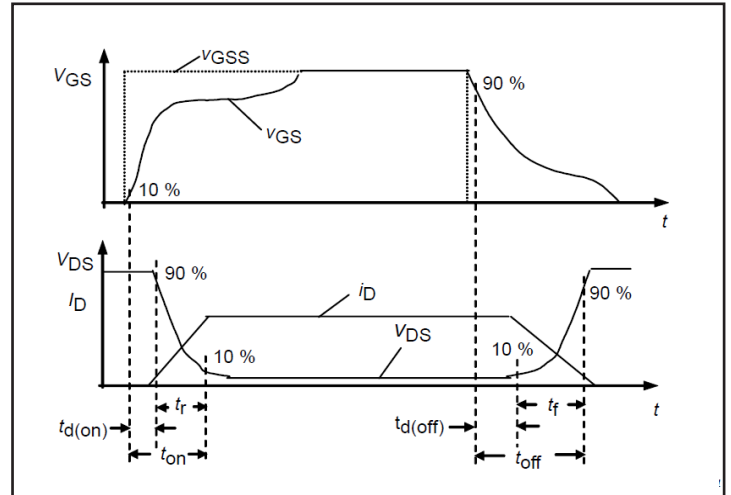 vGSS
VGS
90 %
vGS
10 %
t
VDS
90 %
ID
iD
90 %
VDS
10 %
10 %
tr
tf
t
td(on)
td(off)
ton
toff